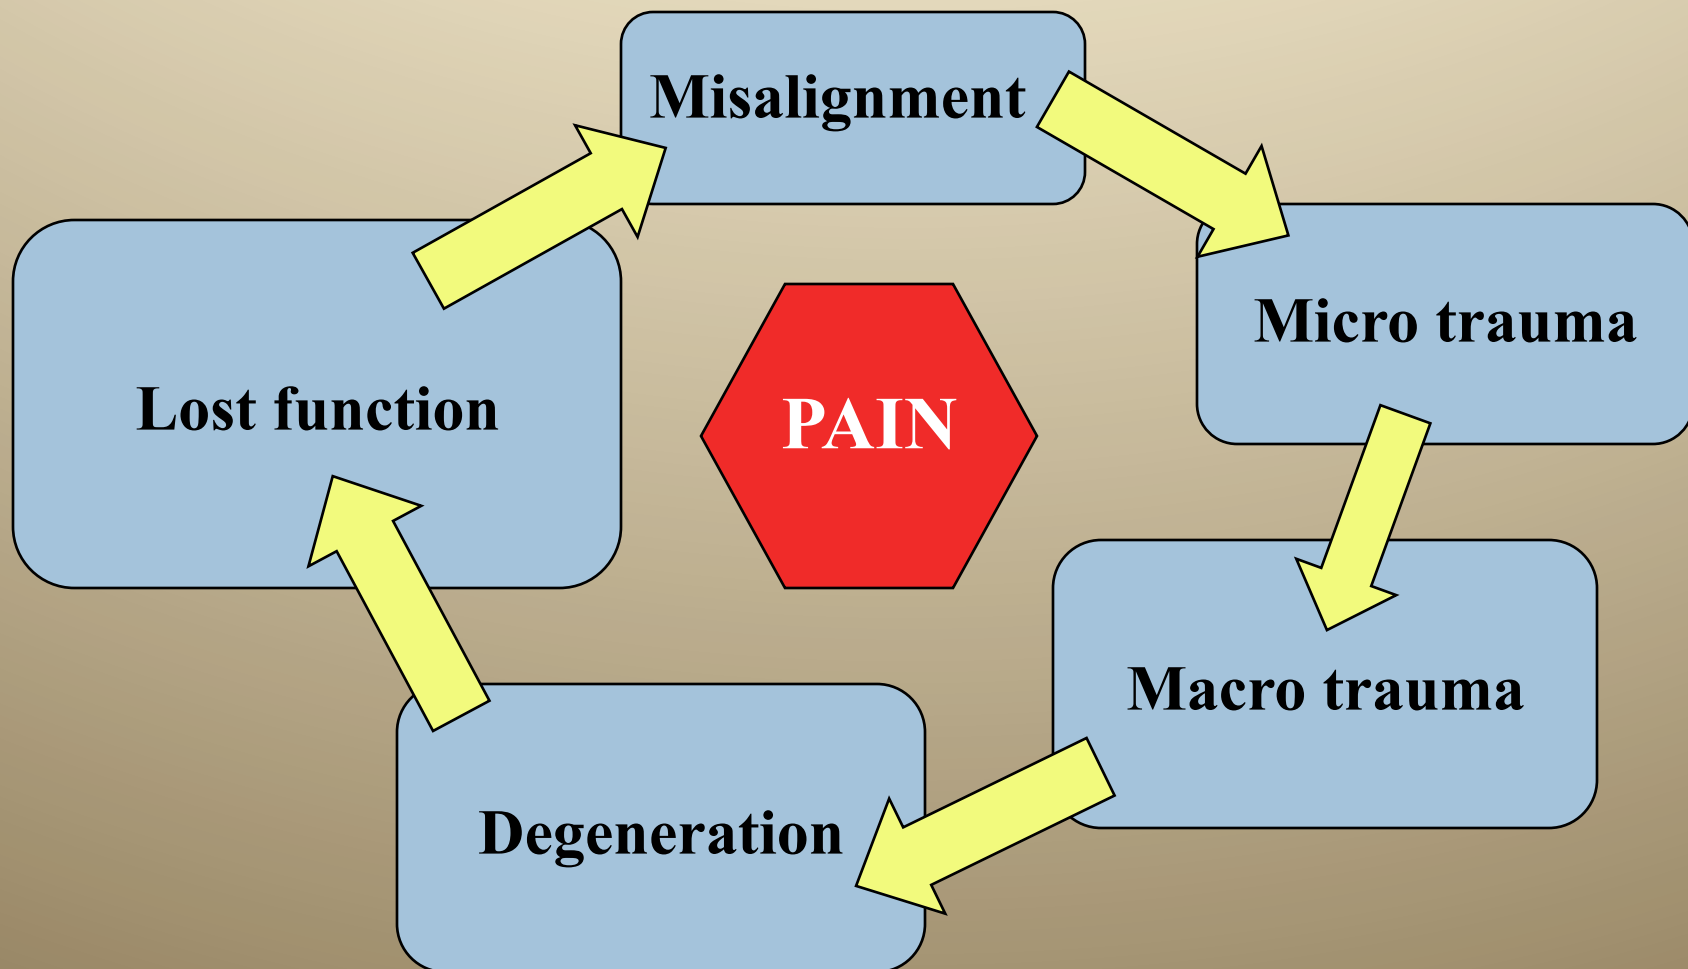 Misalignment
Micro trauma
Macro trauma
Degeneration
Lost function
PAIN